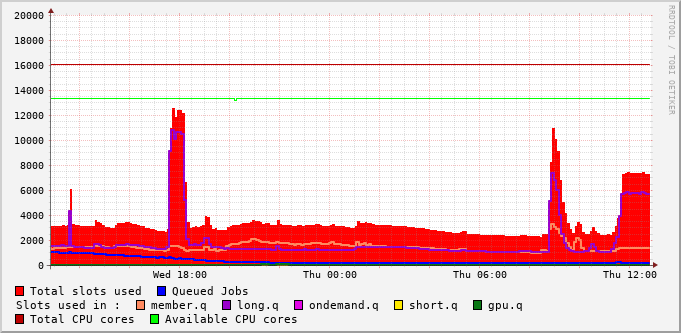 20000
18000
16000
14000
12000
10000
8000
6000
4000
2000
0
Wed 18:00 Thu 00:00 Thu 06:00 Thu 12:00
Total slots used Queued Jobs
Slots used in : member.q long.q ondemand.q short.q gpu.q
Total CPU cores Available CPU cores
RRDTOOL / TOBI OETIKER